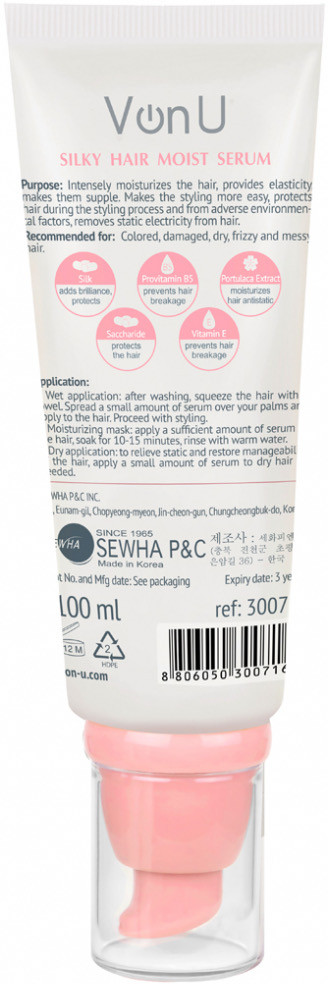 VonU
SILKY HAIR MOIST SERUM
Purpose: Intensely moisturizes the hair, provides elasticity
makes them supple. Makes the styling more easy, protects
hair during the styling process and from adverse environmen-
tal factors, removes static electricity from hair.
Recommended for: Colored, damaged, dry, frizzy and messy
hair.
Silk
adds brilliance,
protects
Provitamin B5
prevents hair
breakage
Portulaca Extract
moisturizes
hair antistatic
Saccharide
protects
the hair
Vitamin E
prevents hair
breakage
pplication:
Wet application: after washing, squeeze the hair with
owel. Spread a small amount of serum over your palms an
pply to the hair. Proceed with styling.
Moisturizing mask: apply a sufficient amount of serum
e hair, soak for 10-15 minutes, rinse with warm water.
Dry application: to relieve static and restore manageabil
the hair, apply a small amount of serum to dry hair
eeded.
WHA P&C INC.
, Eunam-gil, Chopyeong-myeon, Jin-cheon-gun, Chungcheongbuk-do, Kor
WHA
SINCE 1965
SEWHA P&C
Made in Korea
제조사 : 세화피앤
(충북 진천군 초평
은암길 36) - 한국
ot No. and Mfg date: See packaging
Expiry date: 3 ye
100 ml
ref: 3007
12 M
2
HDPE
on-u.com
8 806050 300716